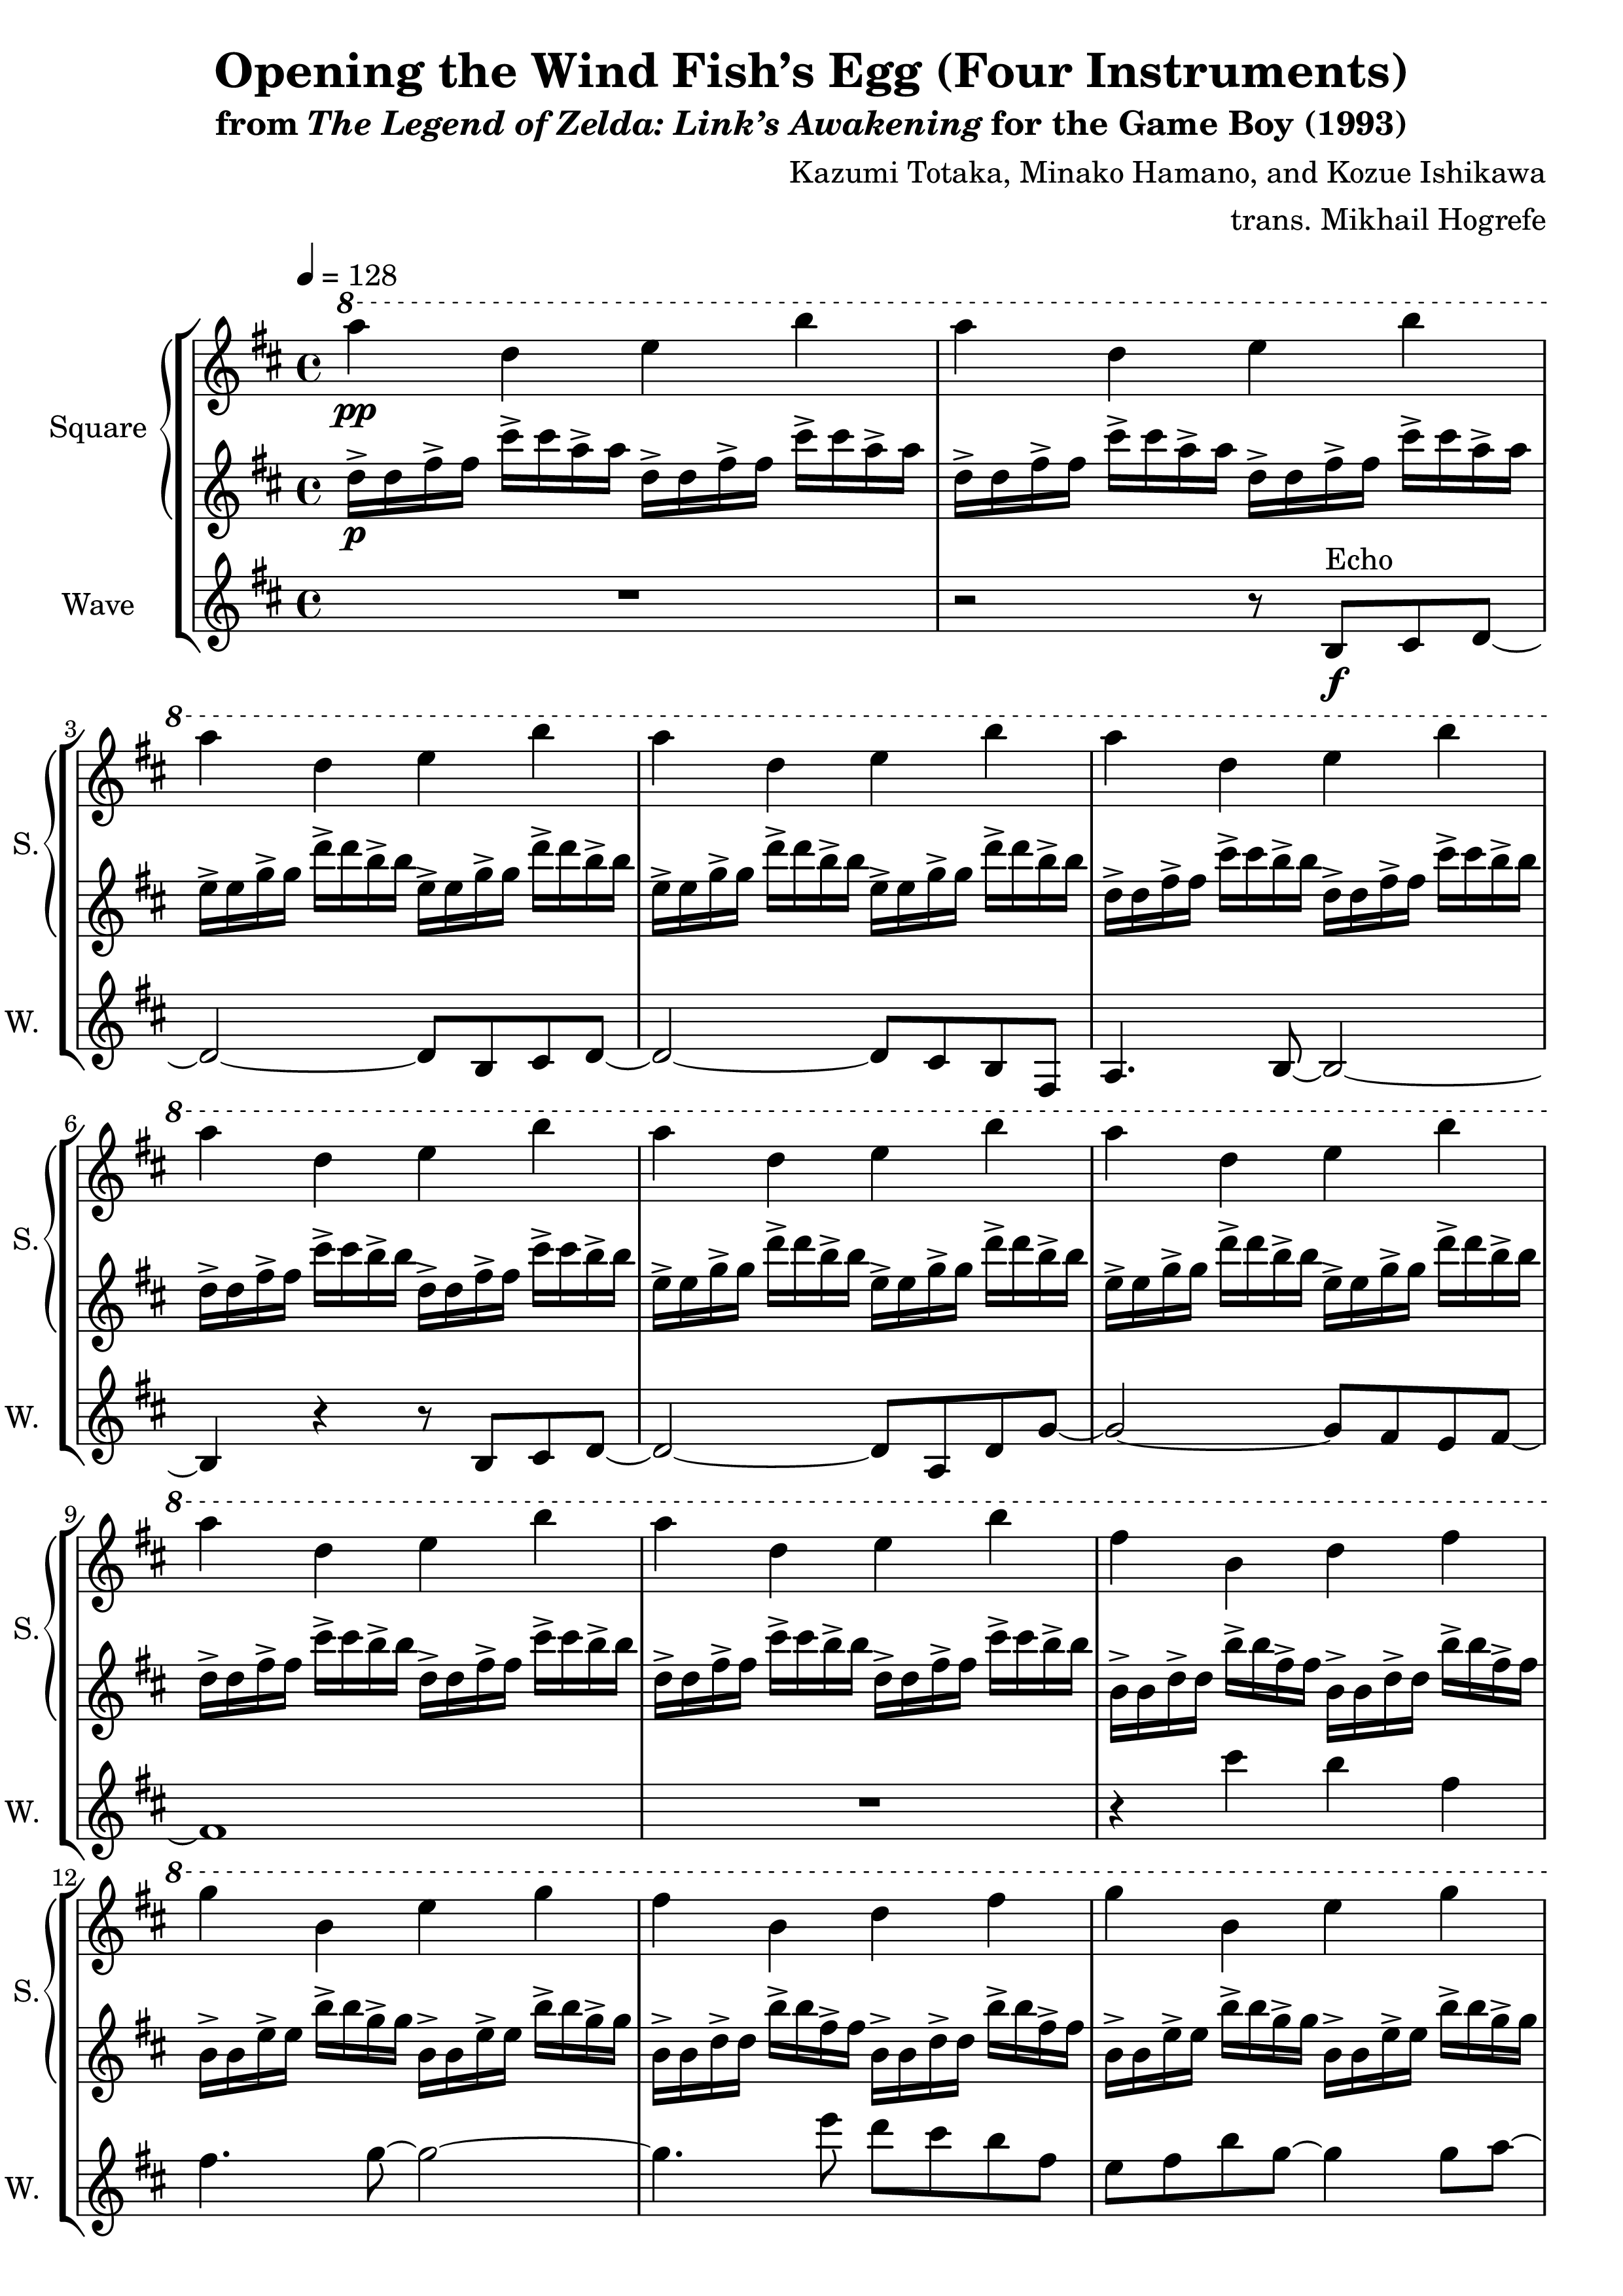 Opening the Wind Fish’s Egg (Four Instruments)
from The Legend of Zelda: Link’s Awakening for the Game Boy (1993)
Kazumi Totaka, Minako Hamano, and Kozue Ishikawa
trans. Mikhail Hogrefe
= 128
8
Square
pp
p
Echo
Wave
f
3
8
S.
W.
6
8
S.
W.
9
8
S.
W.
12
8
S.
W.